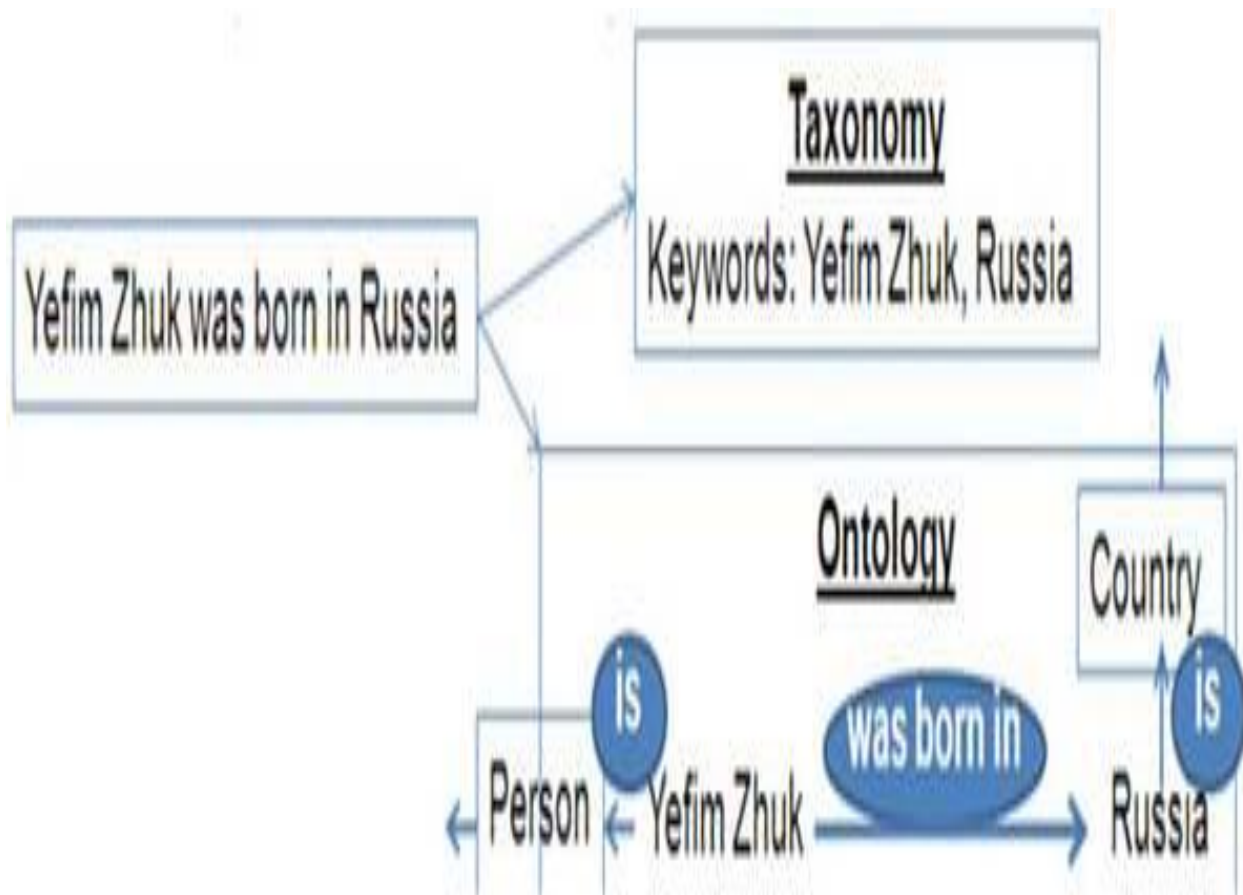 Taxonomy
Keywords: Yefim Zhuk, Russia
Yefim Zhuk was born in Russia
Ontology
Country
is
is
was born in
Person
Yefim Zhuk
Russia